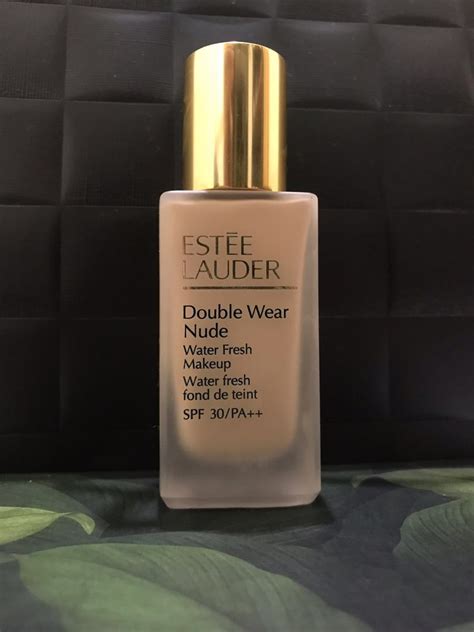 ESTĒE
LAUDER
Double Wear
Nude
Water Fresh
Makeup
Water fresh
fond de teint
SPF 30/PA++